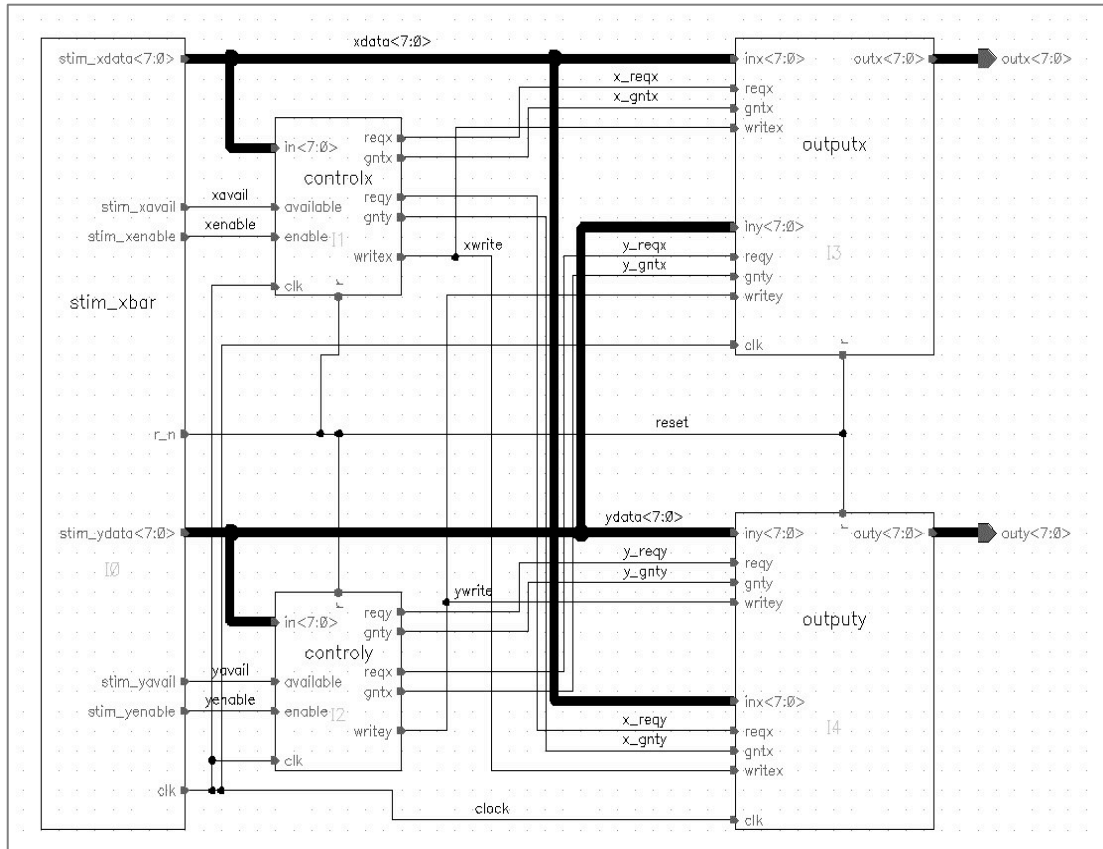 xdata<7:0>
stim_xdata<7:0>
inx<7:0>
outx<7:0>
outx<7:0>
x_reqx
reqx
x_gntx
gntx
writex
outputx
in<7:0>
reqx
gntx
controlx
xavail
stim_xavail
available
reqy
gnty
xenable
stim_xenable
enable
I1
writex
xwrite
r
clk
iny<7:0>
y_reqx
reqy
y_gntx
gnty
writey
I3
clk
r
stim_xbar
r_n
reset
ydata<7:0>
stim_ydata<7:0>
I0
iny<7:0>
r
outy<7:0>
outy<7:0>
y_reqy
reqy
y_gnty
gnty
ywrite
writey
outputy
r
in<7:0>
reqy
gnty
controly
yavail
stim_yavail
available
reqx
gntx
yenable
stim_yenable
enable
I2
writey
clk
inx<7:0>
x_reqy
reqx
I4
x_gnty
gntx
writex
clk
clock
clk